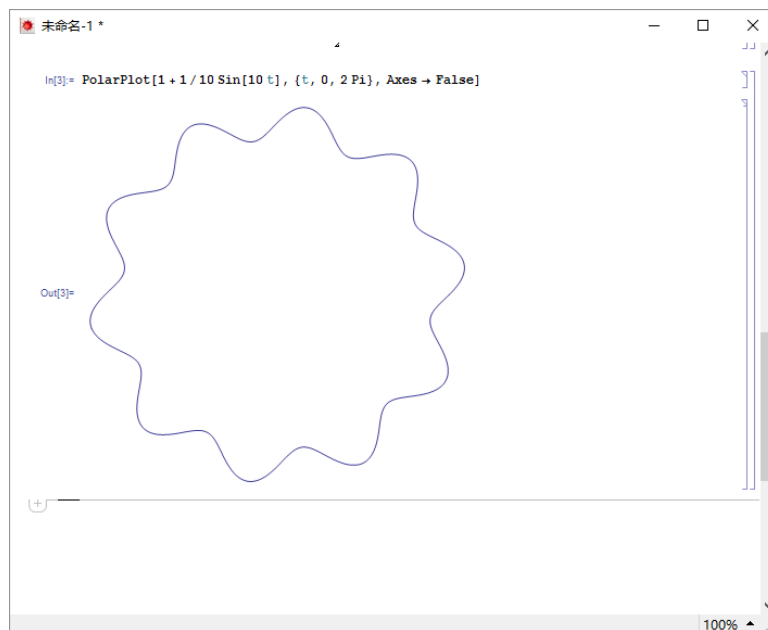 未命名-1 *
In[3]:= PolarPlot[1 + 1 / 10 Sin[10 t], {t, 0, 2 Pi}, Axes → False]
Out[3]=
100%